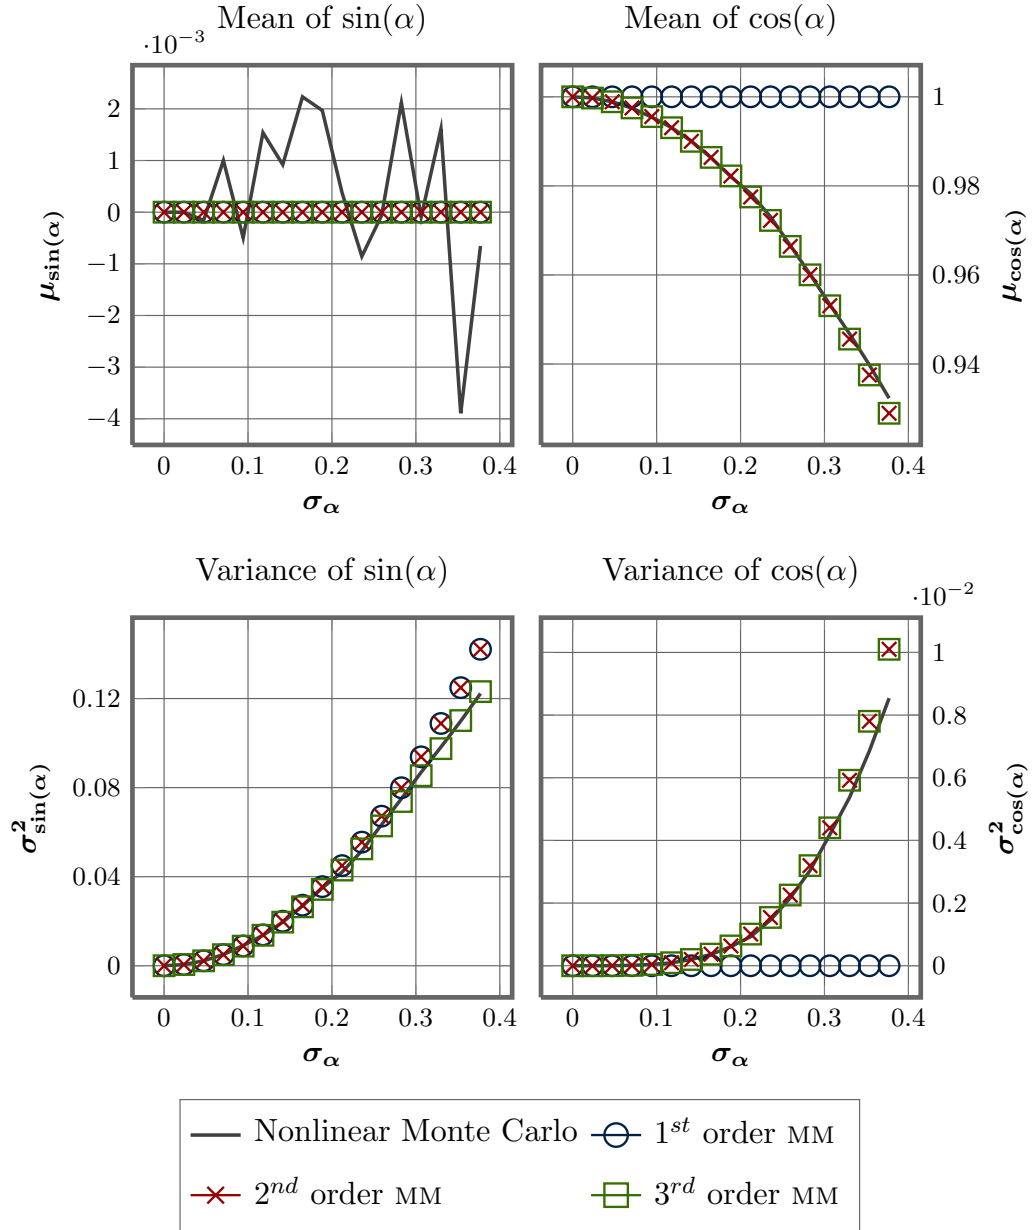 Mean of sin(α)
Mean of cos(α)
·10⁻³
2
1
0
−1
−2
−3
−4
μ_sin(α)
0 0.1 0.2 0.3 0.4
σ_α
1
0.98
0.96
0.94
μ_cos(α)
0 0.1 0.2 0.3 0.4
σ_α
Variance of sin(α)
Variance of cos(α)
0.12
0.08
0.04
0
σ²_sin(α)
0 0.1 0.2 0.3 0.4
σ_α
·10⁻²
1
0.8
0.6
0.4
0.2
0
σ²_cos(α)
0 0.1 0.2 0.3 0.4
σ_α
Nonlinear Monte Carlo 1ˢᵗ order MM
2ⁿᵈ order MM 3ʳᵈ order MM